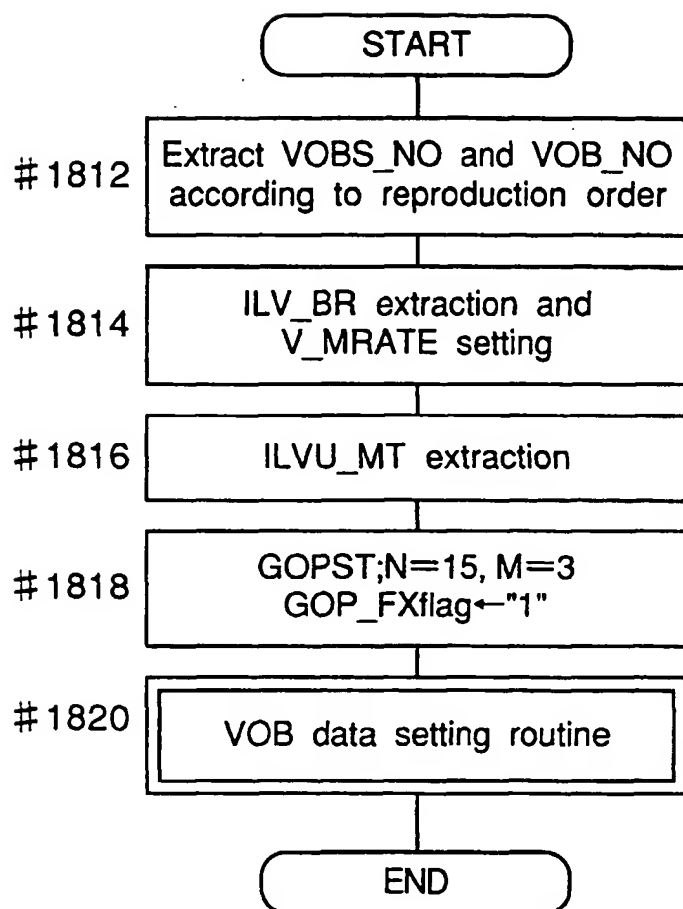 START
#1812
Extract VOBS_NO and VOB_NO
according to reproduction order
#1814
ILV_BR extraction and
V_MRATE setting
#1816
ILVU_MT extraction
#1818
GOPST;N=15, M=3
GOP_FXflag←"1"
#1820
VOB data setting routine
END